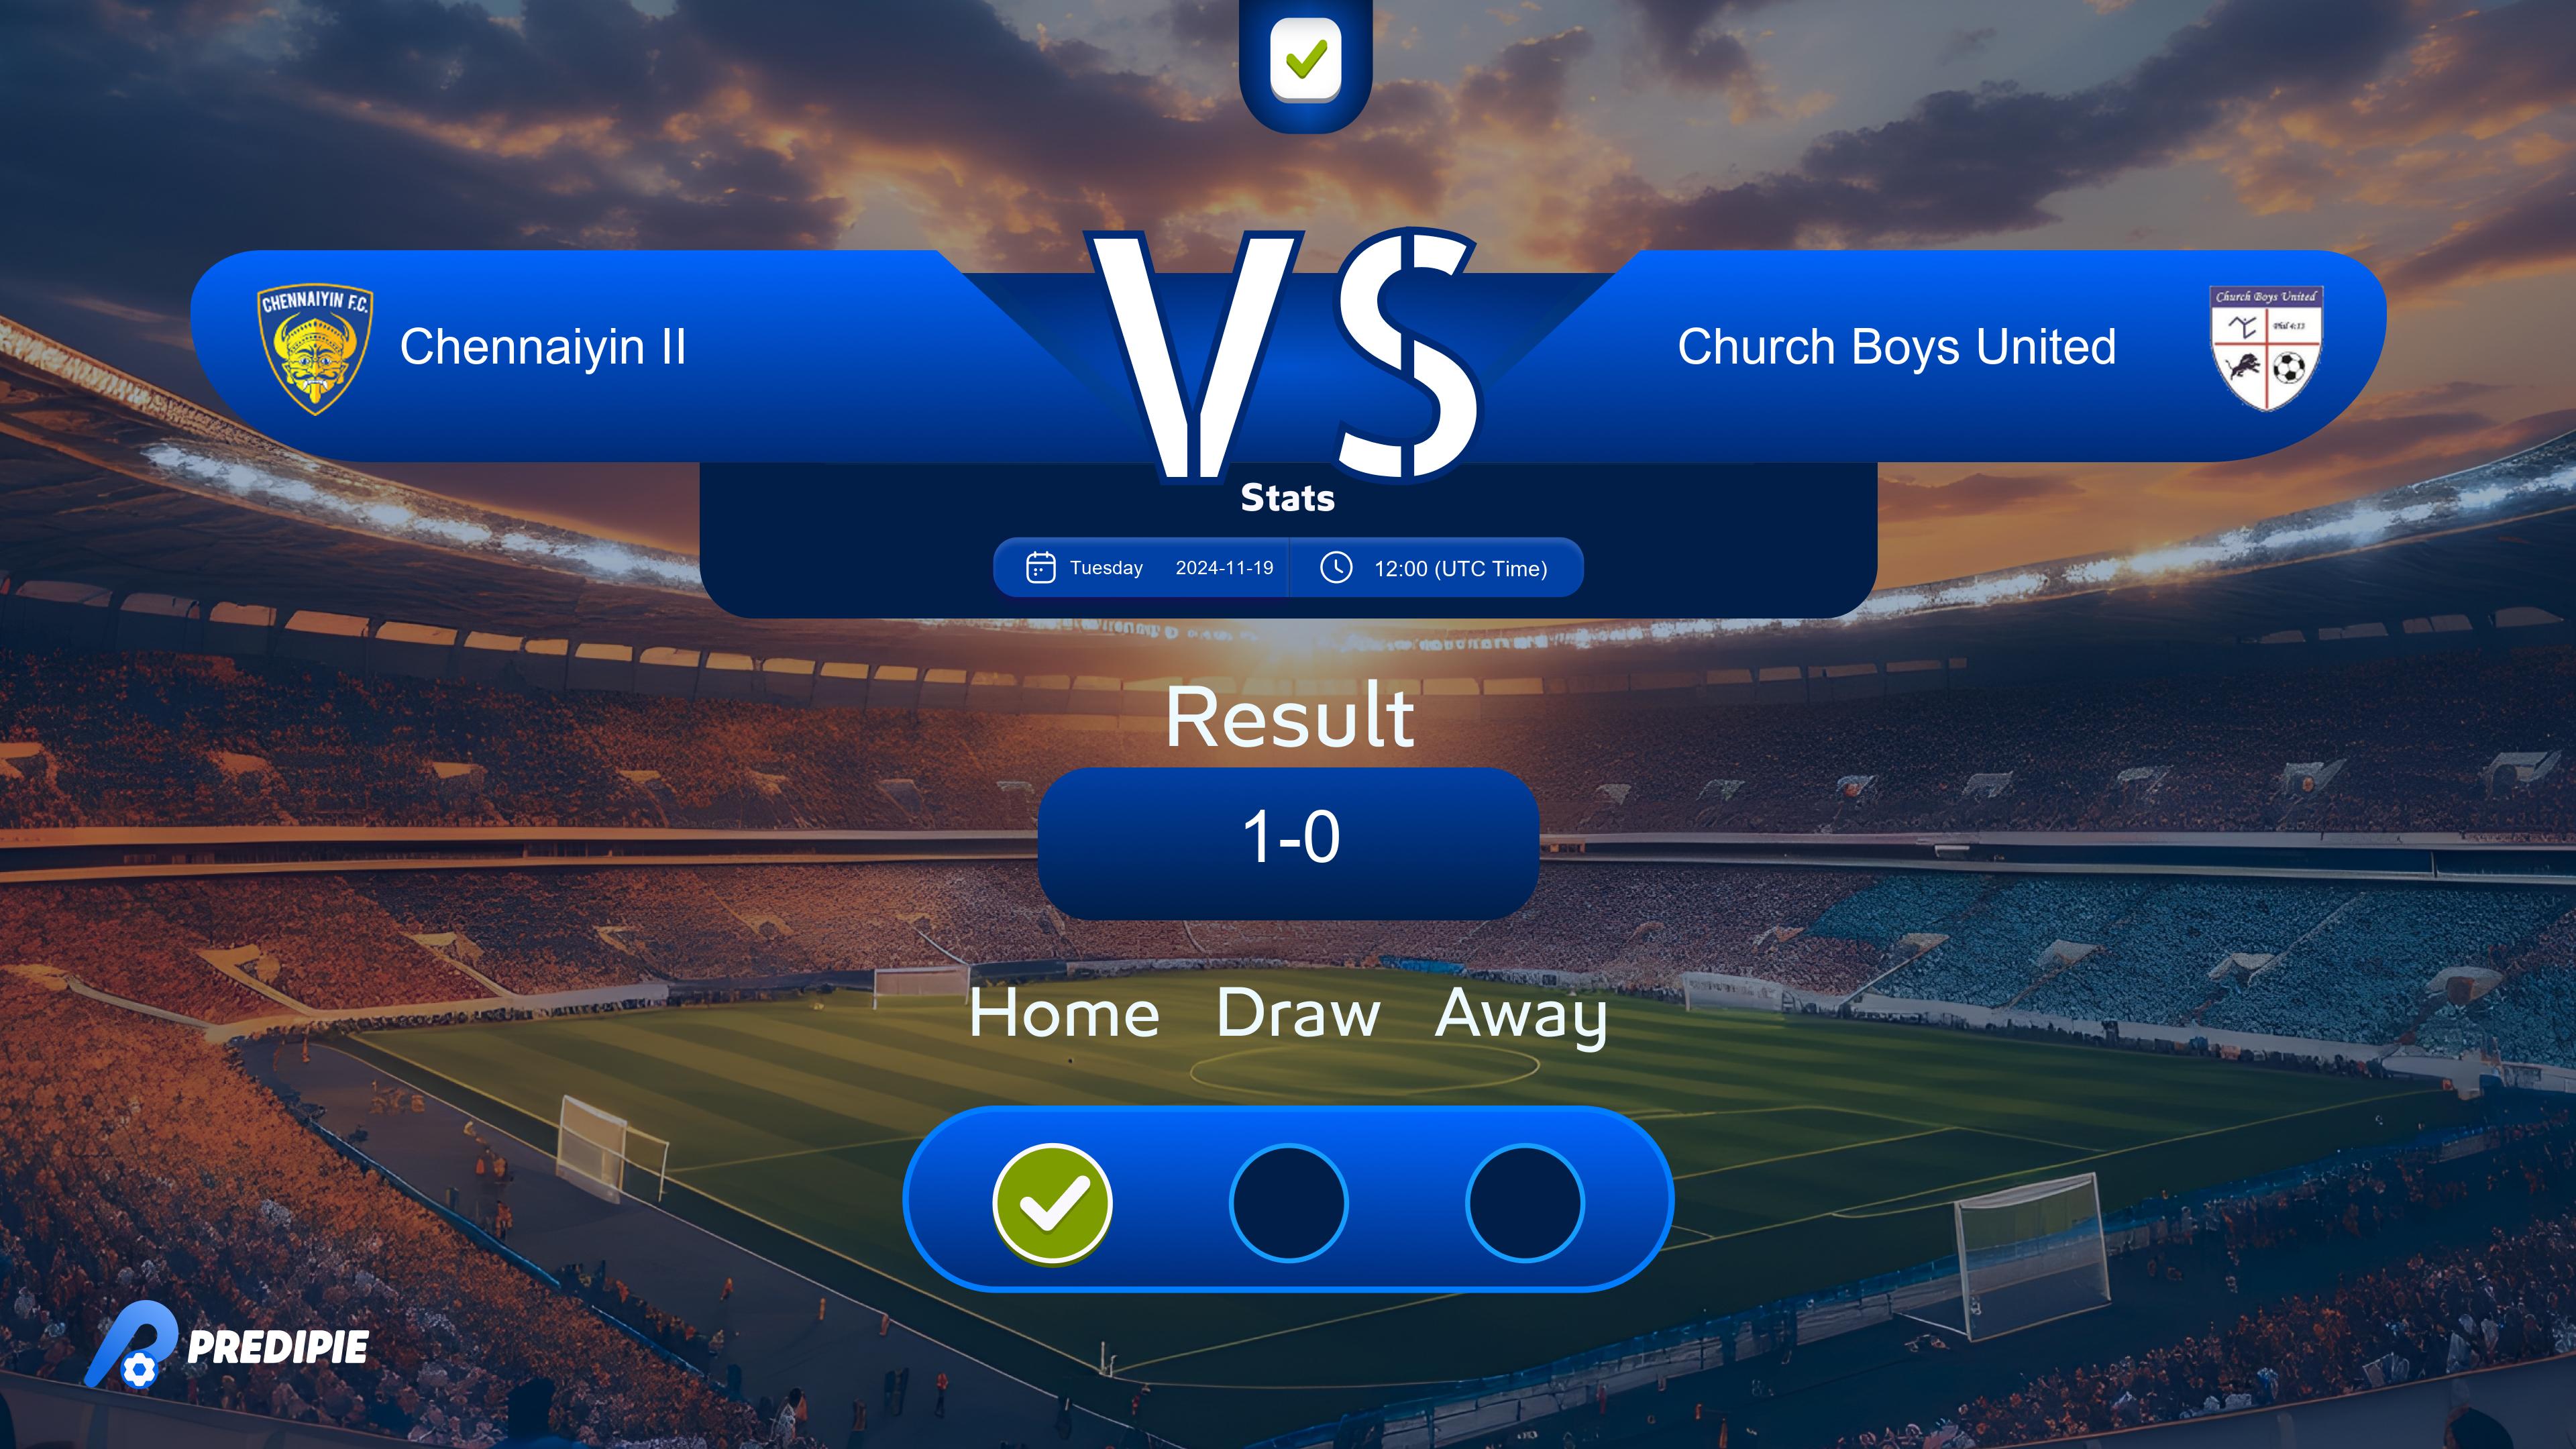 VS
CHENNAIYIN F.C.
Chennaiyin II
Church Boys United
Church Boys United
Phil 4:13
Stats
Tuesday 2024-11-19 12:00 (UTC Time)
Result
1-0
Home Draw Away
PREDIPIE